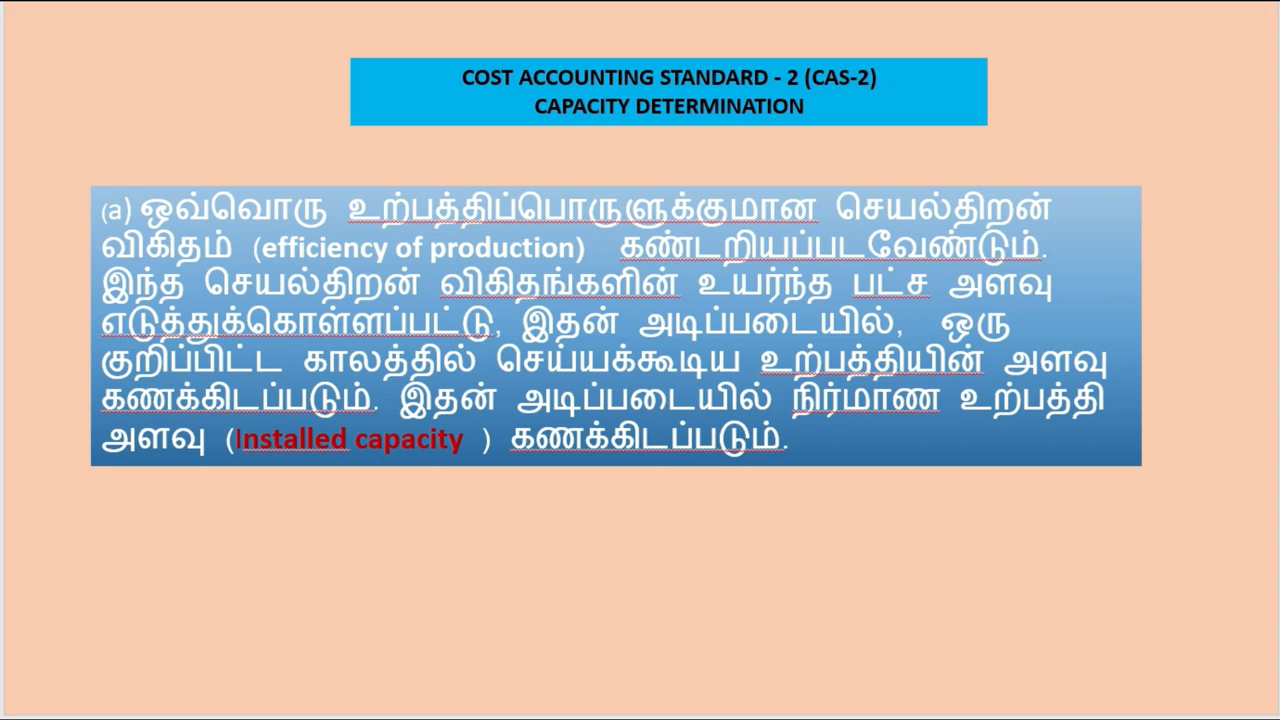 COST ACCOUNTING STANDARD - 2 (CAS-2)
CAPACITY DETERMINATION
(a) ஒவ்வொரு உற்பத்திப்பொருளுக்குமான செயல்திறன்
விகிதம் (efficiency of production) கண்டறியப்படவேண்டும்.
இந்த செயல்திறன் விகிதங்களின் உயர்ந்த பட்ச அளவு
எடுத்துக்கொள்ளப்பட்டு, இதன் அடிப்படையில், ஒரு
குறிப்பிட்ட காலத்தில் செய்யக்கூடிய உற்பத்தியின் அளவு
கணக்கிடப்படும். இதன் அடிப்படையில் நிர்மாண உற்பத்தி
அளவு (Installed capacity ) கணக்கிடப்படும்.